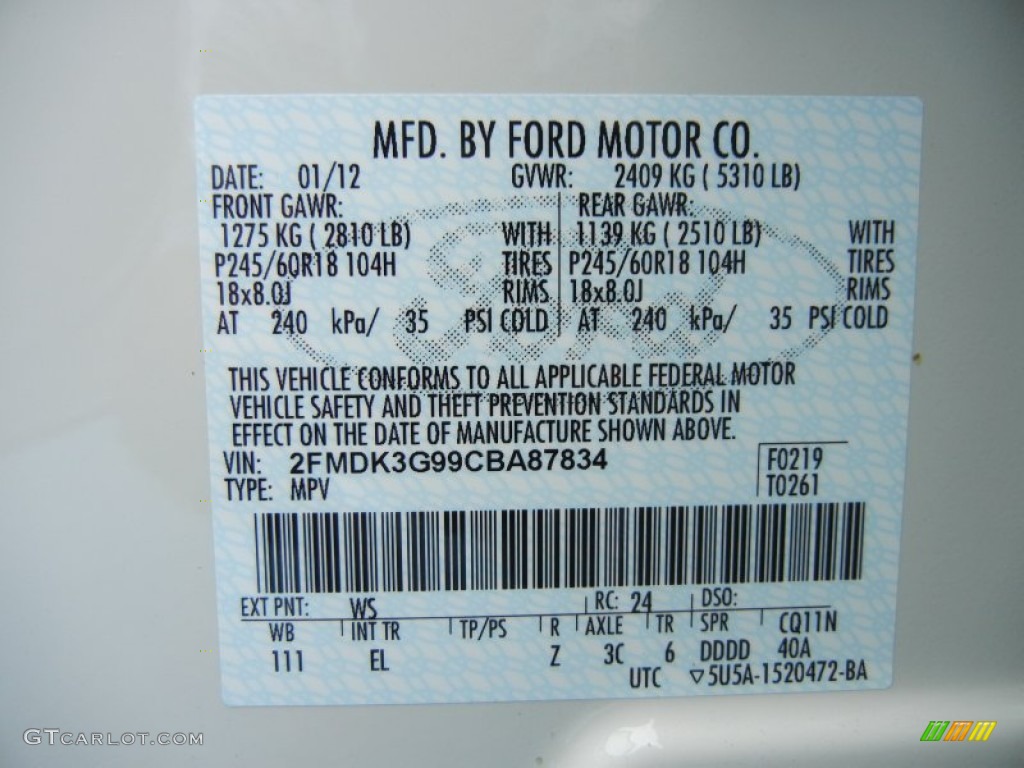 MFD. BY FORD MOTOR CO.
DATE: 01/12 GVWR: 2409 KG ( 5310 LB)
FRONT GAWR: REAR GAWR:
1275 KG ( 2810 LB) WITH 1139 KG ( 2510 LB) WITH
P245/60R18 104H TIRES P245/60R18 104H TIRES
18x8.0J RIMS 18x8.0J RIMS
AT 240 kPa/ 35 PSI COLD AT 240 kPa/ 35 PSI COLD
THIS VEHICLE CONFORMS TO ALL APPLICABLE FEDERAL MOTOR
VEHICLE SAFETY AND THEFT PREVENTION STANDARDS IN
EFFECT ON THE DATE OF MANUFACTURE SHOWN ABOVE.
VIN: 2FMDK3G99CBA87834 F0219
TYPE: MPV T0261
EXT PNT: WS RC: 24 DSO:
WB INT TR TP/PS R AXLE TR SPR CQ11N
111 EL Z 3C 6 DDDD 40A
UTC ▽5U5A-1520472-BA
Ford
GTCARLOT.COM